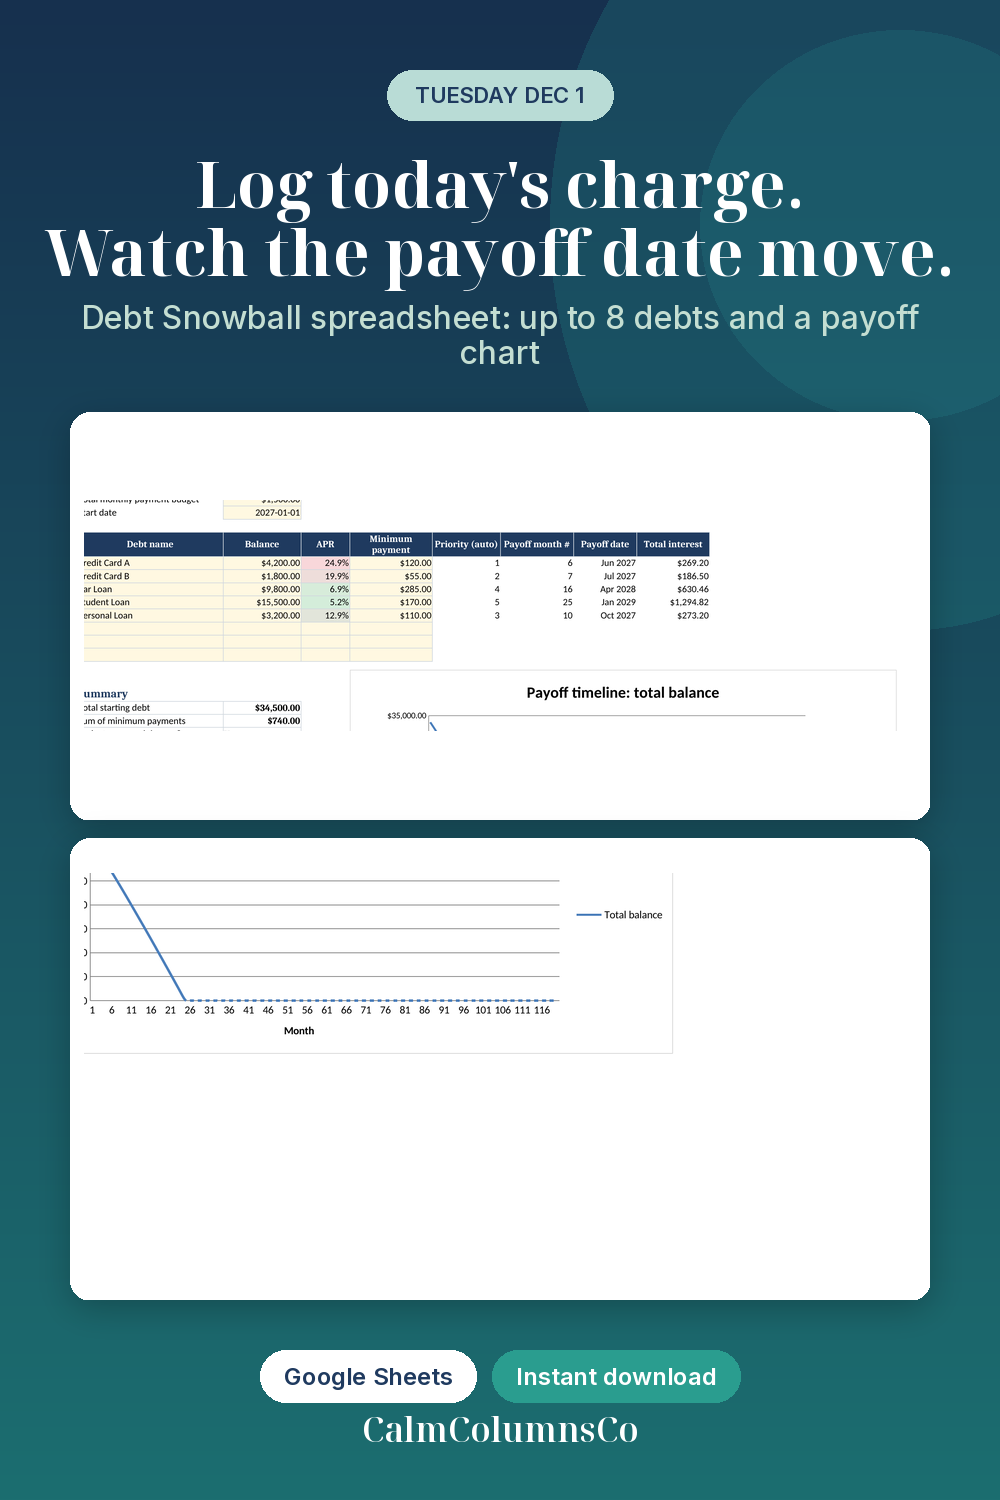 TUESDAY DEC 1
Log today's charge.
Watch the payoff date move.
Debt Snowball spreadsheet: up to 8 debts and a payoff
chart
otal monthly payment budget $1,500.00
tart date 2027-01-01
Debt name Balance APR Minimum payment Priority (auto) Payoff month # Payoff date Total interest
redit Card A $4,200.00 24.9% $120.00 1 6 Jun 2027 $269.20
redit Card B $1,800.00 19.9% $55.00 2 7 Jul 2027 $186.50
ar Loan $9,800.00 6.9% $285.00 4 16 Apr 2028 $630.46
tudent Loan $15,500.00 5.2% $170.00 5 25 Jan 2029 $1,294.82
ersonal Loan $3,200.00 12.9% $110.00 3 10 Oct 2027 $273.20
ummary
otal starting debt $34,500.00
um of minimum payments $740.00
Payoff timeline: total balance
$35,000.00
Total balance
1 6 11 16 21 26 31 36 41 46 51 56 61 66 71 76 81 86 91 96 101 106 111 116
Month
Google Sheets
Instant download
CalmColumnsCo